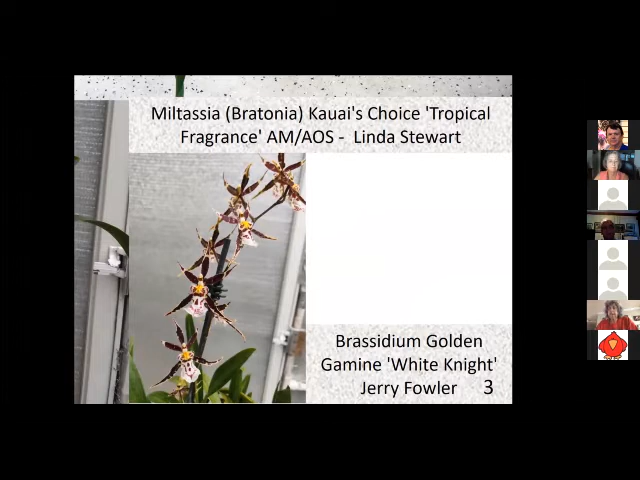 Miltassia (Bratonia) Kauai's Choice 'Tropical
Fragrance' AM/AOS - Linda Stewart
Brassidium Golden
Gamine 'White Knight'
Jerry Fowler 3